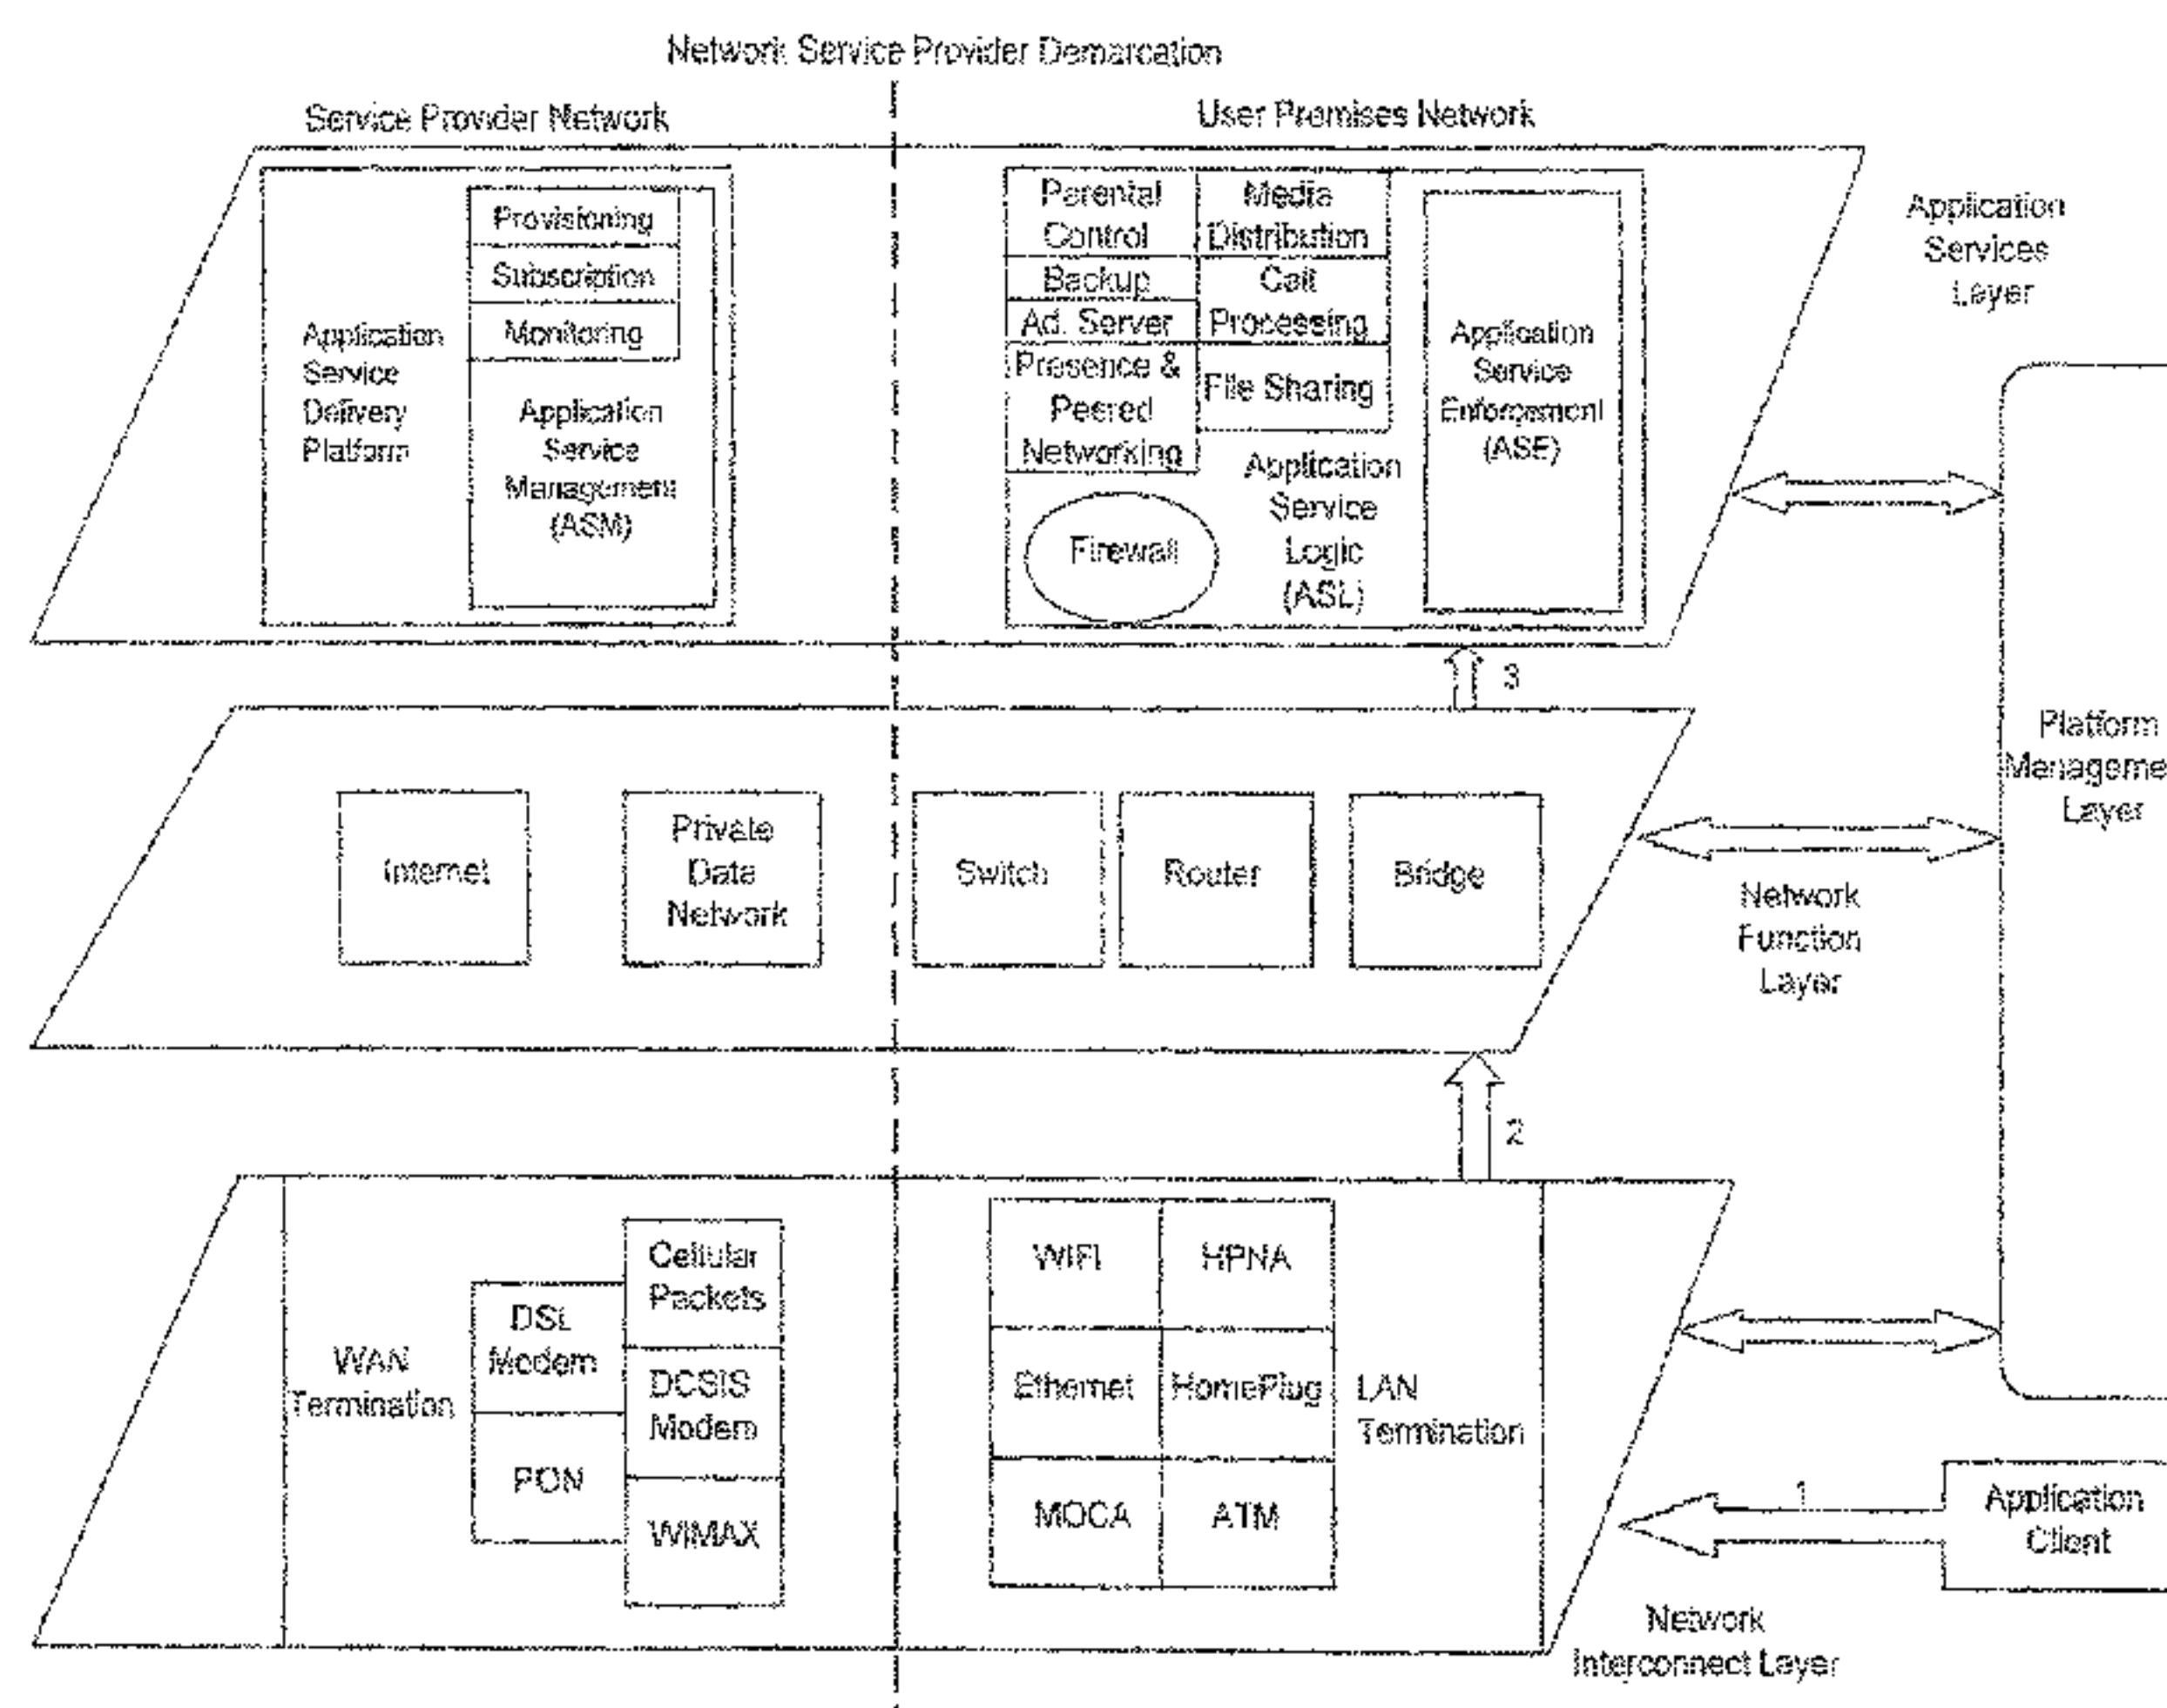 Network Service Provider Demarcation
Service Provider Network
User Premises Network
Provisioning
Subscription
Monitoring
Application
Service
Delivery
Platform
Application
Service
Management
(ASM)
Parental
Control
Media
Distribution
Backup
Call
Processing
Ad. Server
Presence &
Peered
Networking
File Sharing
Firewall
Application
Service
Logic
(ASL)
Application
Service
Enforcement
(ASE)
Application
Services
Layer
3
Internet
Private
Data
Network
Switch
Router
Bridge
Network
Function
Layer
Platform
Manageme
Layer
2
WAN
Termination
DSL
Modem
PON
Cellular
Packets
DCSIS
Modem
WIMAX
WIFI
HPNA
Ethernet
HomePlug
MOCA
ATM
LAN
Termination
1
Application
Client
Network
Interconnect Layer